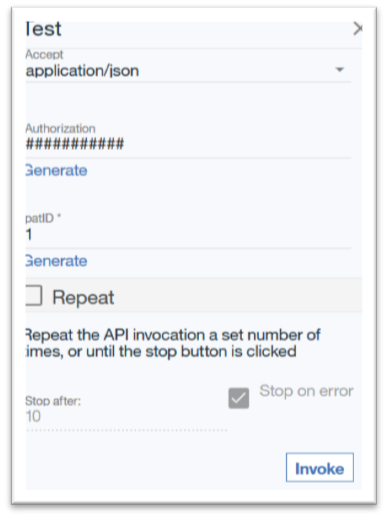 Test
Accept
application/json
Authorization
###########
Generate
patID *
1
Generate
Repeat
Repeat the API invocation a set number of
times, or until the stop button is clicked
Stop after:
10
Stop on error
Invoke